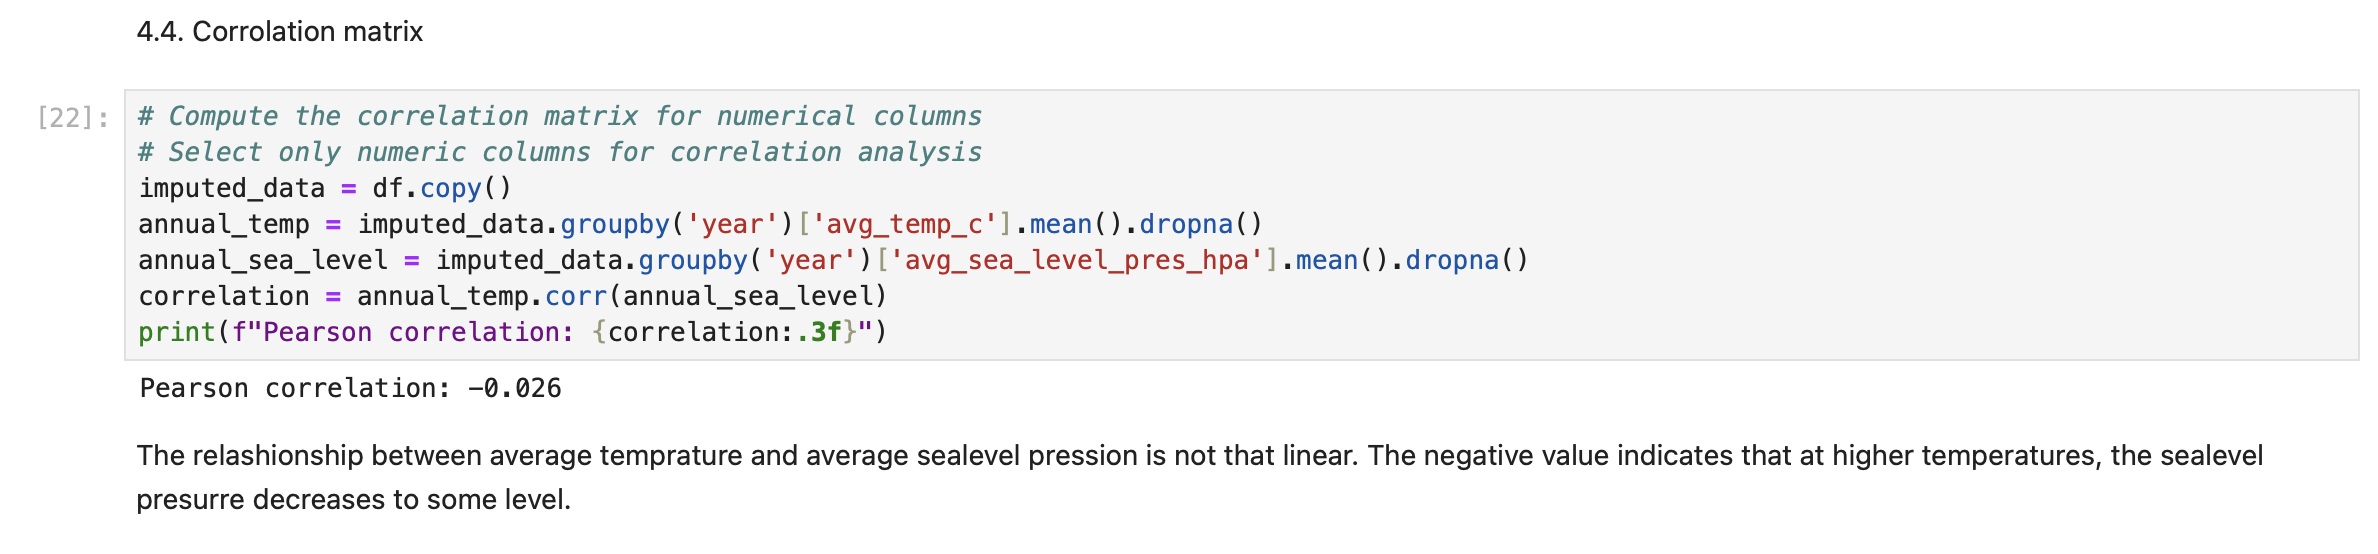 4.4. Corrolation matrix
[22]:
# Compute the correlation matrix for numerical columns
# Select only numeric columns for correlation analysis
imputed_data = df.copy()
annual_temp = imputed_data.groupby('year')['avg_temp_c'].mean().dropna()
annual_sea_level = imputed_data.groupby('year')['avg_sea_level_pres_hpa'].mean().dropna()
correlation = annual_temp.corr(annual_sea_level)
print(f"Pearson correlation: {correlation:.3f}")
Pearson correlation: −0.026
The relashionship between average temprature and average sealevel pression is not that linear. The negative value indicates that at higher temperatures, the sealevel
presurre decreases to some level.